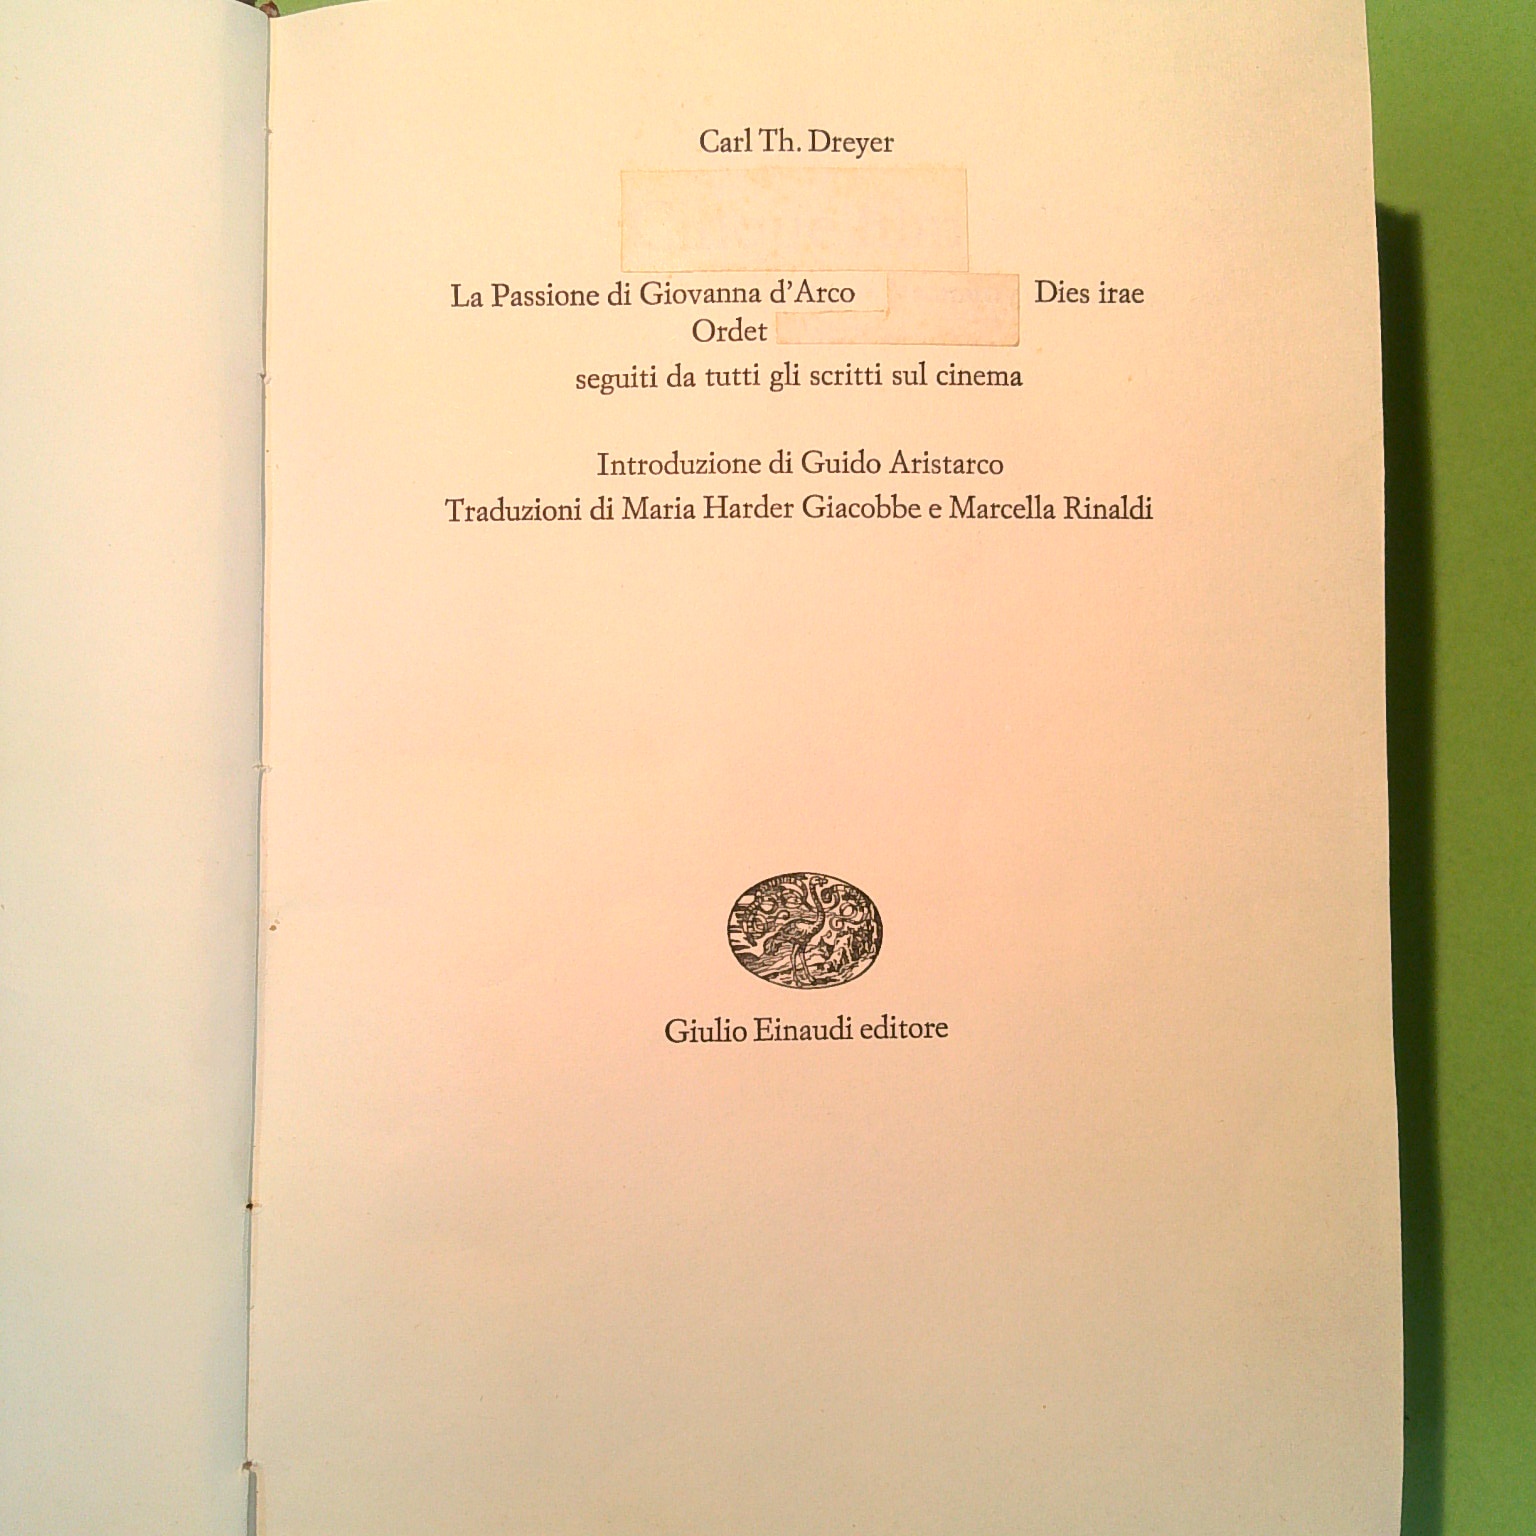 Carl Th. Dreyer
La Passione di Giovanna d'Arco Dies irae
Ordet
seguiti da tutti gli scritti sul cinema
Introduzione di Guido Aristarco
Traduzioni di Maria Harder Giacobbe e Marcella Rinaldi
Giulio Einaudi editore